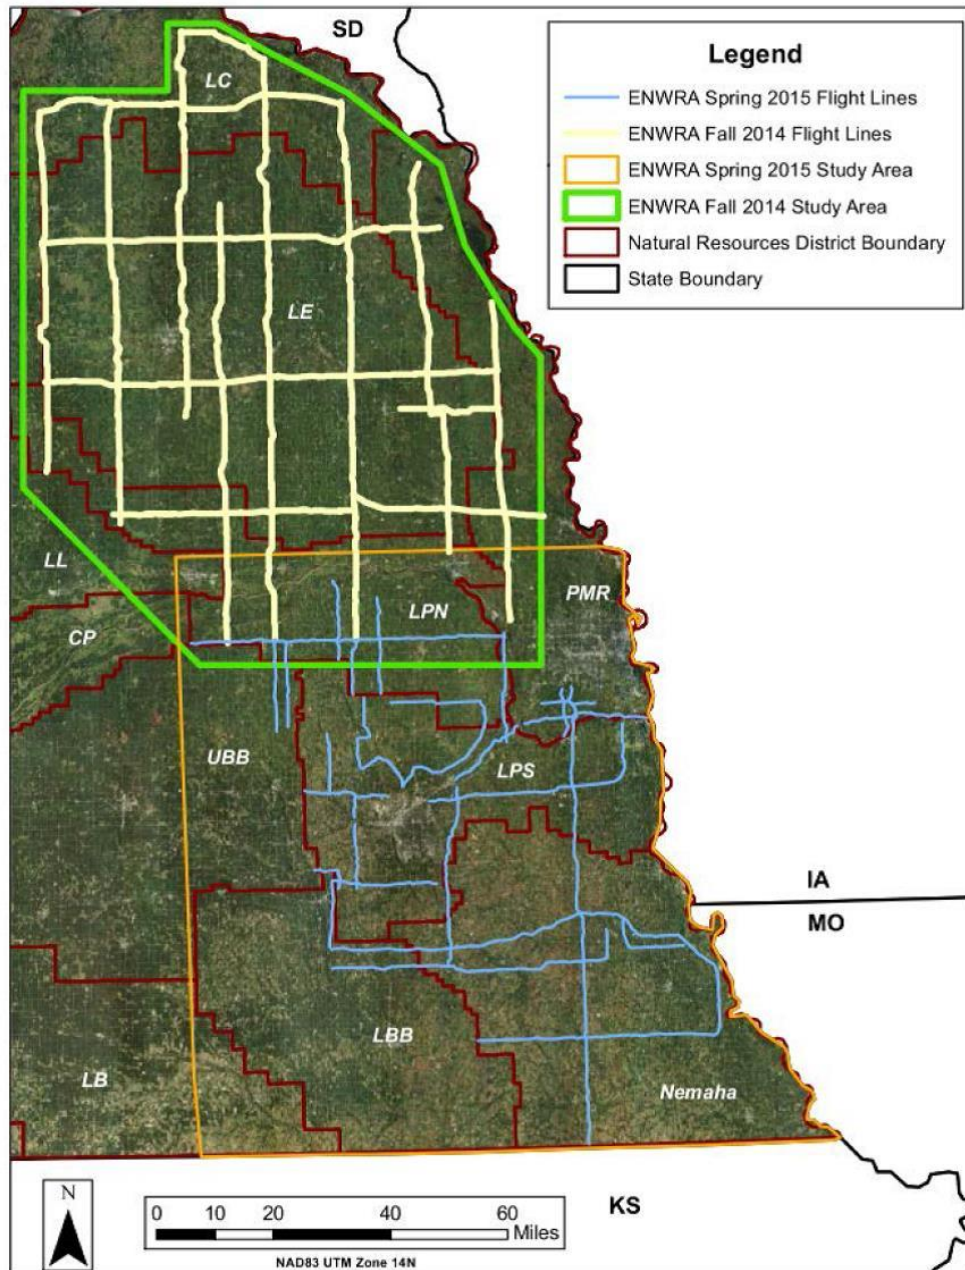 SD
Legend
ENWRA Spring 2015 Flight Lines
ENWRA Fall 2014 Flight Lines
ENWRA Spring 2015 Study Area
ENWRA Fall 2014 Study Area
Natural Resources District Boundary
State Boundary
LC
LE
LL
CP
LPN
PMR
UBB
LPS
IA
MO
LBB
LB
Nemaha
N
0 10 20 40 60
Miles
NAD83 UTM Zone 14N
KS